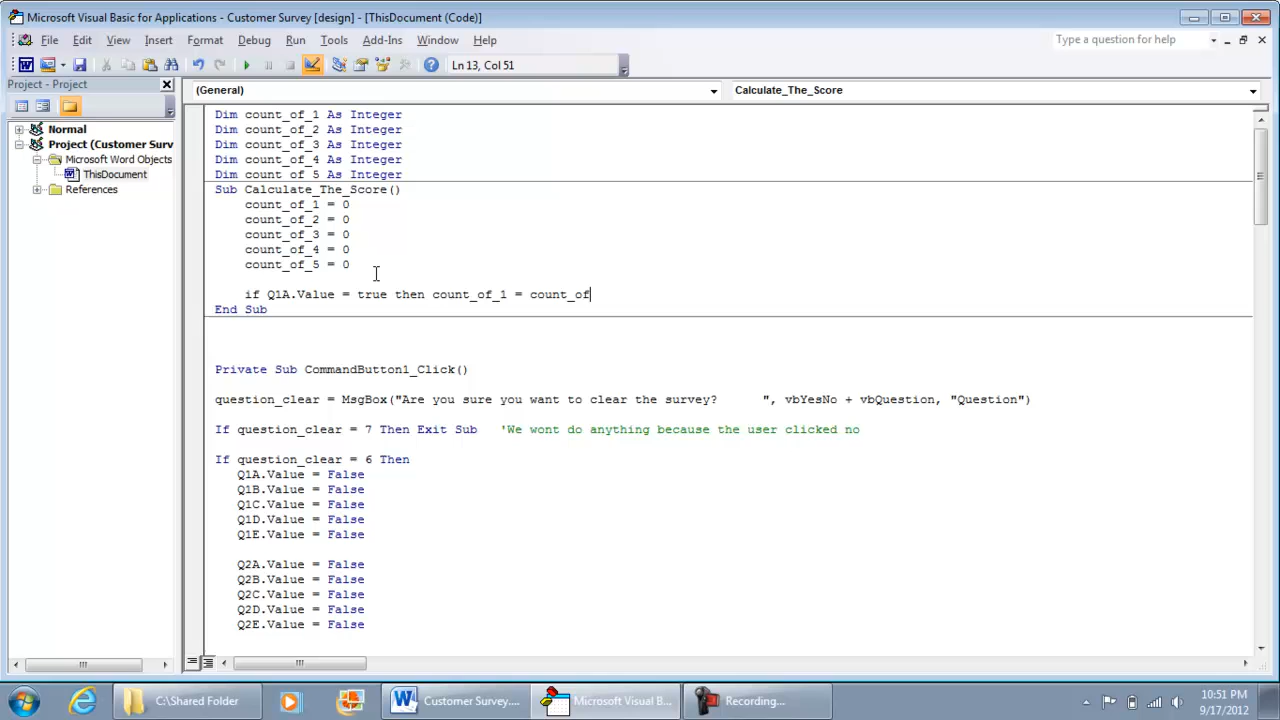 Microsoft Visual Basic for Applications - Customer Survey [design] - [ThisDocument (Code)]
File Edit View Insert Format Debug Run Tools Add-Ins Window Help Type a question for help
Ln 13, Col 51
Project - Project
(General) Calculate_The_Score
Normal
Project (Customer Surv
Microsoft Word Objects
ThisDocument
References
Dim count_of_1 As Integer
Dim count_of_2 As Integer
Dim count_of_3 As Integer
Dim count_of_4 As Integer
Dim count_of_5 As Integer
Sub Calculate_The_Score()
count_of_1 = 0
count_of_2 = 0
count_of_3 = 0
count_of_4 = 0
count_of_5 = 0
if Q1A.Value = true then count_of_1 = count_of
End Sub
Private Sub CommandButton1_Click()
question_clear = MsgBox("Are you sure you want to clear the survey?      ", vbYesNo + vbQuestion, "Question")
If question_clear = 7 Then Exit Sub   'We wont do anything because the user clicked no
If question_clear = 6 Then
Q1A.Value = False
Q1B.Value = False
Q1C.Value = False
Q1D.Value = False
Q1E.Value = False
Q2A.Value = False
Q2B.Value = False
Q2C.Value = False
Q2D.Value = False
Q2E.Value = False
C:\Shared Folder
Customer Survey....
Microsoft Visual B...
Recording...
10:51 PM
9/17/2012